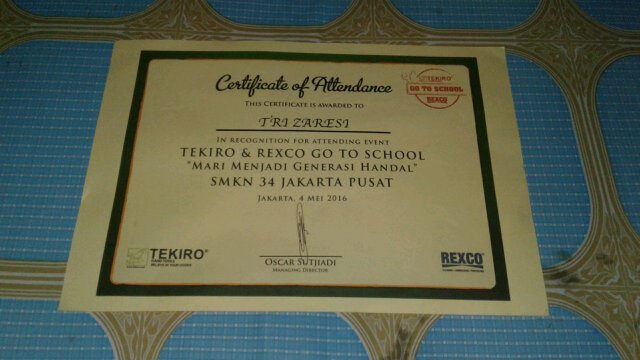 Certificate of Attendance
TEKIRO
GO TO SCHOOL
REXCO
THIS CERTIFICATE IS AWARDED TO
TRI ZARESI
IN RECOGNITION FOR ATTENDING EVENT
TEKIRO & REXCO GO TO SCHOOL
"MARI MENJADI GENERASI HANDAL"
SMKN 34 JAKARTA PUSAT
JAKARTA, 4 MEI 2016
OSCAR SUTJIADI
MANAGING DIRECTOR
TEKIRO®
REXCO